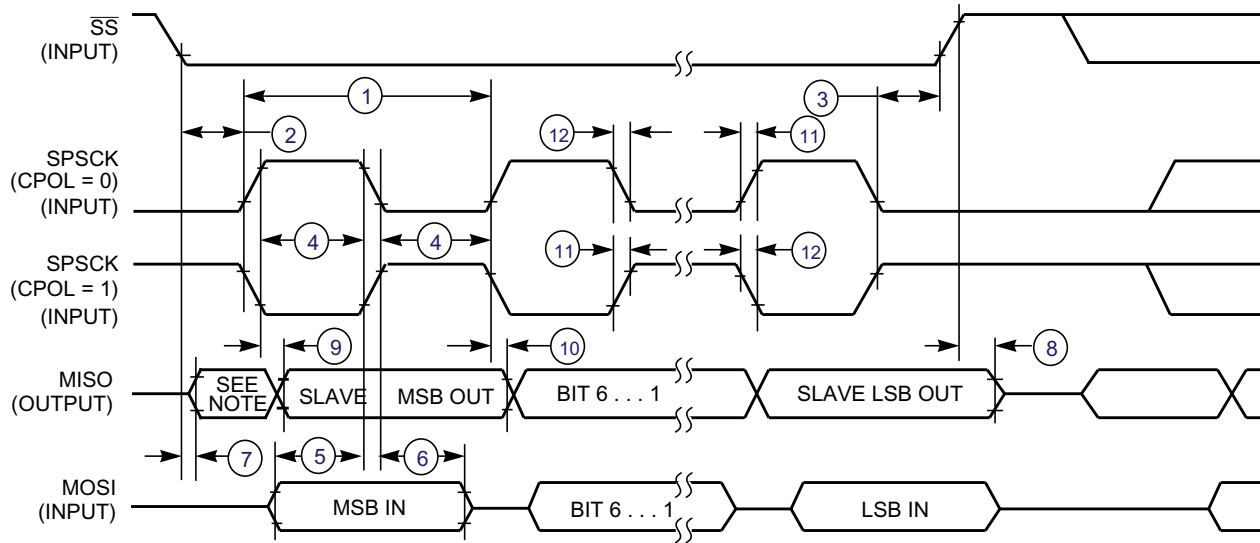 SS
(INPUT)
1
3
2
12
11
SPSCK
(CPOL = 0)
(INPUT)
4
4
11
12
SPSCK
(CPOL = 1)
(INPUT)
9
10
8
MISO
(OUTPUT)
SEE
NOTE
SLAVE
MSB OUT
BIT 6 . . . 1
SLAVE LSB OUT
7
5
6
MOSI
(INPUT)
MSB IN
BIT 6 . . . 1
LSB IN